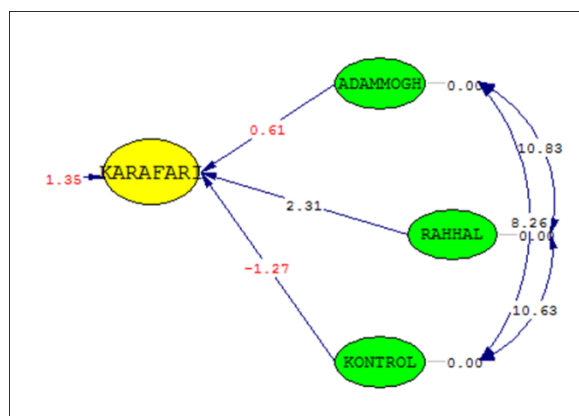 ADAMMOGH
0.00
0.61
10.83
KARAFARI
1.35
2.31
8.26
RAHHAL
0.00
-1.27
10.63
KONTROL
0.00